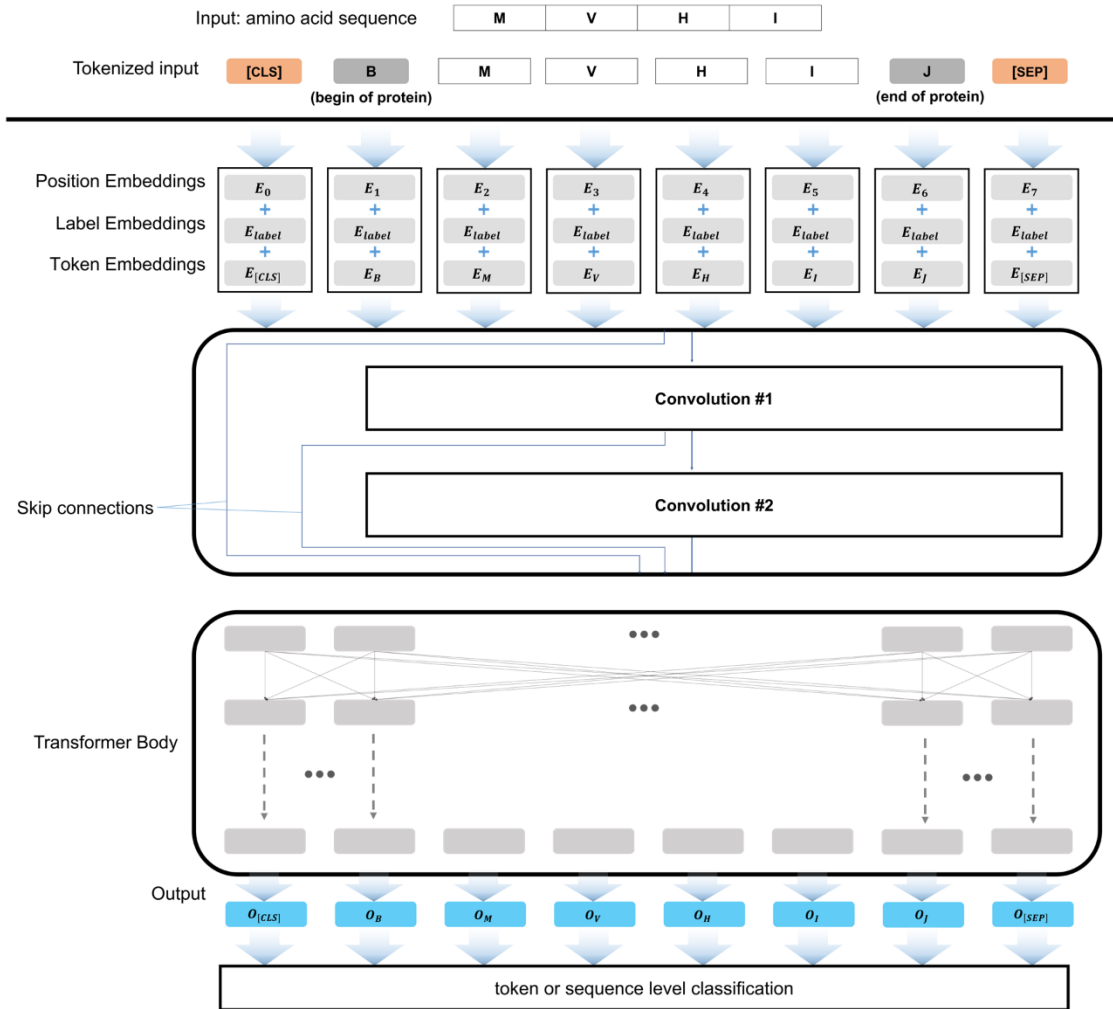 Input: amino acid sequence M V H I
Tokenized input [CLS] B M V H I J [SEP]
(begin of protein) (end of protein)
Position Embeddings E0 E1 E2 E3 E4 E5 E6 E7
+ + + + + + + +
Label Embeddings Elabel Elabel Elabel Elabel Elabel Elabel Elabel Elabel
+ + + + + + + +
Token Embeddings E[CLS] EB EM EV EH EI EJ E[SEP]
Convolution #1
Skip connections Convolution #2
Transformer Body
Output
O[CLS] OB OM OV OH OI OJ O[SEP]
token or sequence level classification